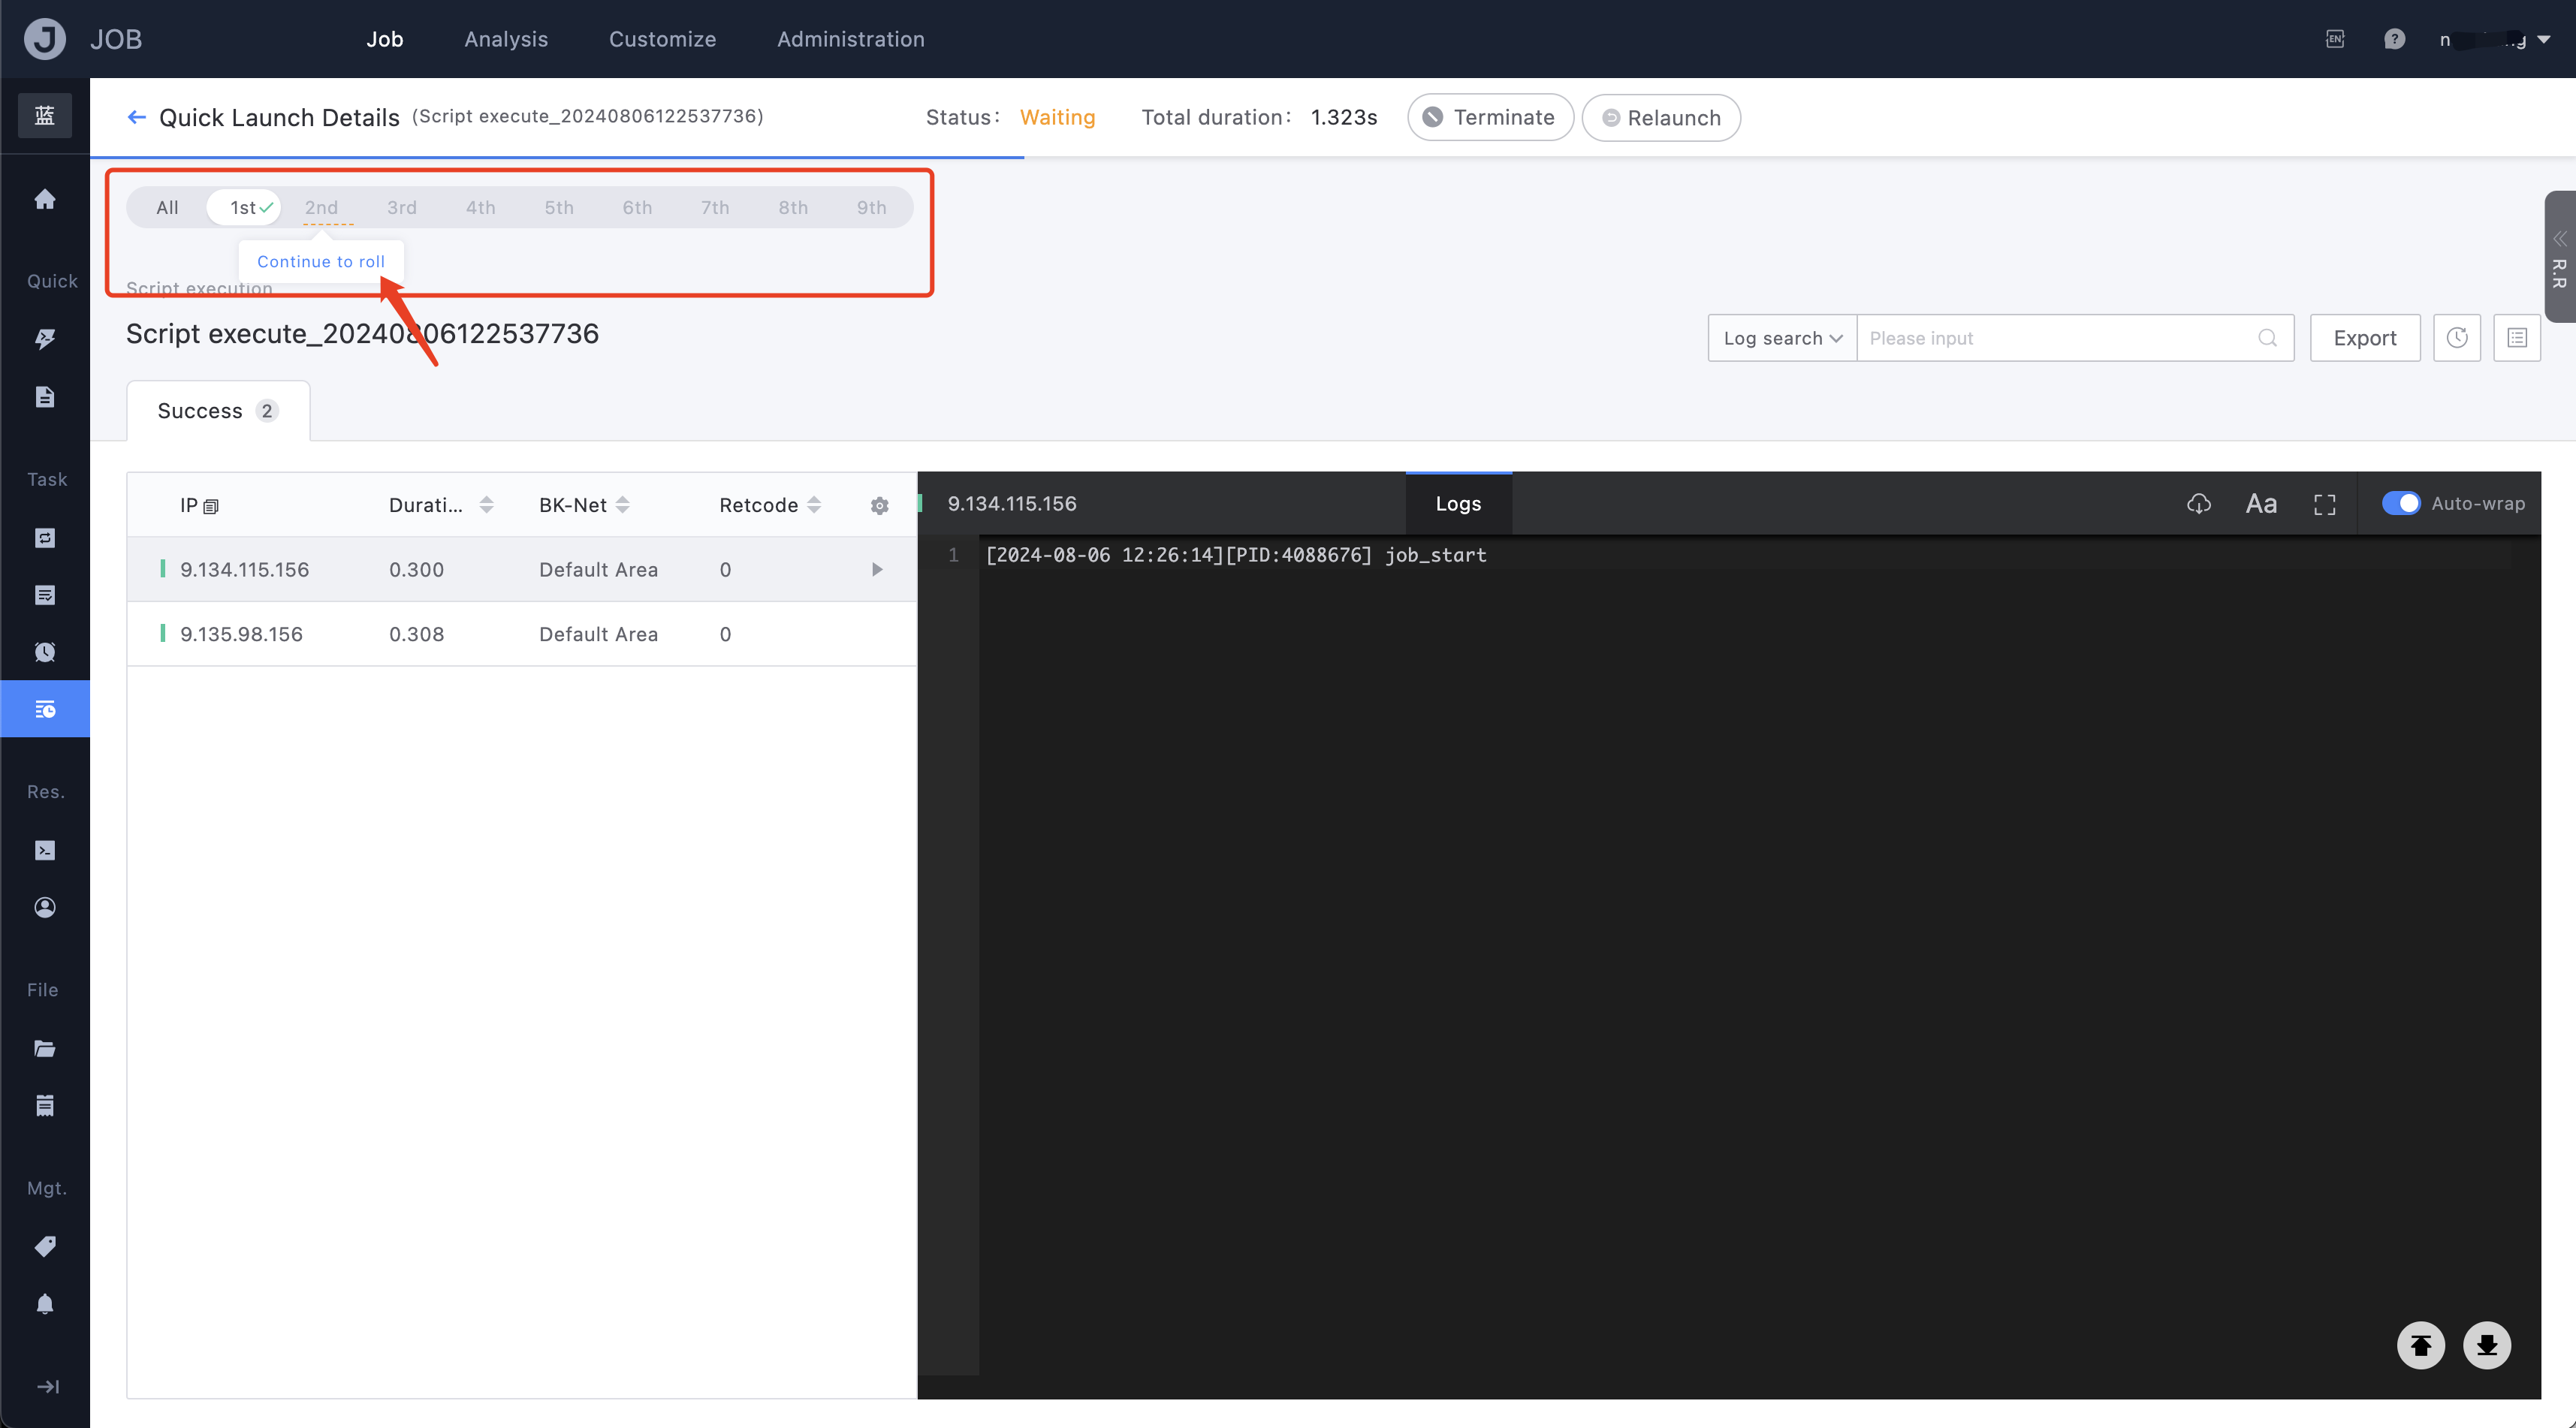 JOB
Job Analysis Customize Administration
EN ?
蓝
Quick Launch Details (Script execute_20240806122537736)
Status: Waiting Total duration: 1.323s Terminate Relaunch
All 1st 2nd 3rd 4th 5th 6th 7th 8th 9th
Continue to roll
R.R
Quick
Task
Res.
File
Mgt.
Script execution
Script execute_20240806122537736
Log search Please input Export
Success 2
IP Durati... BK-Net Retcode
9.134.115.156 0.300 Default Area 0
9.135.98.156 0.308 Default Area 0
9.134.115.156 Logs Aa Auto-wrap
1 [2024-08-06 12:26:14][PID:4088676] job_start